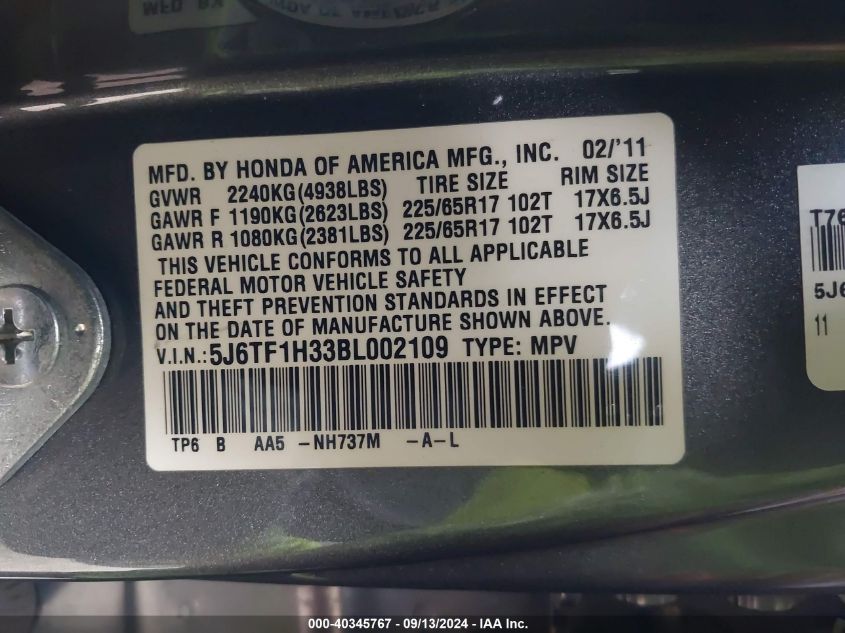 MFD. BY HONDA OF AMERICA MFG., INC. 02/'11
GVWR 2240KG(4938LBS) TIRE SIZE RIM SIZE
GAWR F 1190KG(2623LBS) 225/65R17 102T 17X6.5J
GAWR R 1080KG(2381LBS) 225/65R17 102T 17X6.5J
THIS VEHICLE CONFORMS TO ALL APPLICABLE
FEDERAL MOTOR VEHICLE SAFETY
AND THEFT PREVENTION STANDARDS IN EFFECT
ON THE DATE OF MANUFACTURE SHOWN ABOVE.
V.I.N.:5J6TF1H33BL002109 TYPE: MPV
TP6 B AA5 -NH737M -A-L
T76
5J6
11
000-40345767 - 09/13/2024 - IAA Inc.